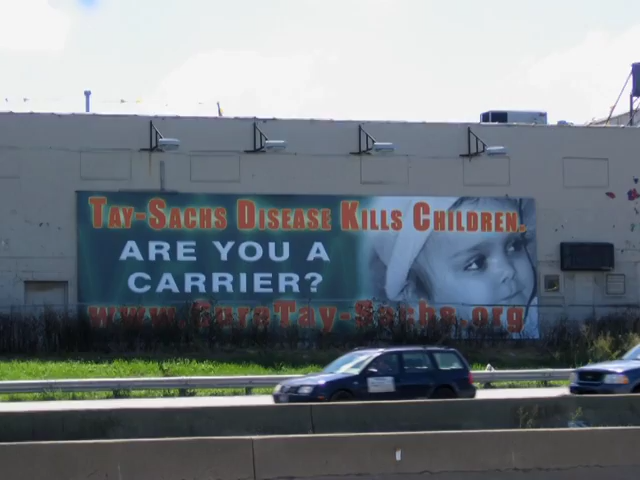 TAY-SACHS DISEASE KILLS CHILDREN.
ARE YOU A
CARRIER?
www.CureTay-Sachs.org